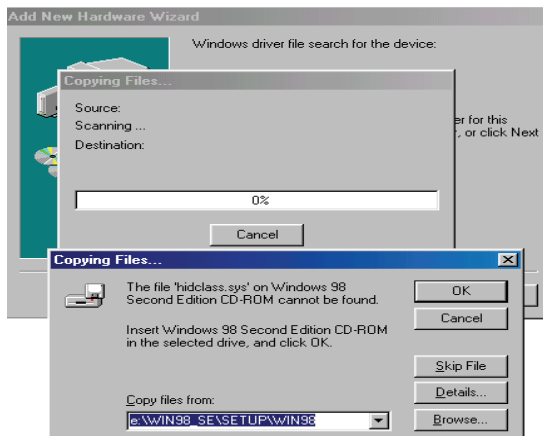 Add New Hardware Wizard
Windows driver file search for the device:
Copying Files...
Source:
Scanning ...
Destination:
er for this
, or click Next
0%
Cancel
Copying Files...
The file 'hidclass.sys' on Windows 98
Second Edition CD-ROM cannot be found.
Insert Windows 98 Second Edition CD-ROM
in the selected drive, and click OK.
Copy files from:
e:\WIN98_SE\SETUP\WIN98
OK
Cancel
Skip File
Details...
Browse...